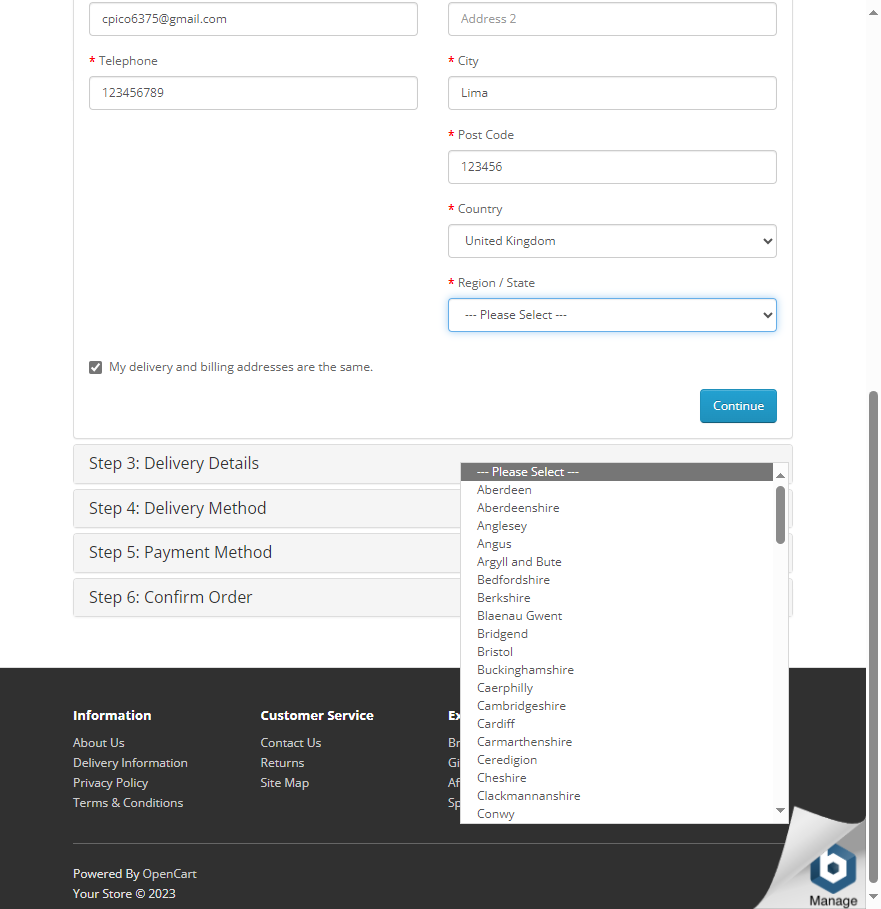 cpico6375@gmail.com
Address 2
* Telephone
* City
123456789
Lima
* Post Code
123456
* Country
United Kingdom
* Region / State
--- Please Select ---
My delivery and billing addresses are the same.
Continue
Step 3: Delivery Details
Step 4: Delivery Method
Step 5: Payment Method
Step 6: Confirm Order
--- Please Select ---
Aberdeen
Aberdeenshire
Anglesey
Angus
Argyll and Bute
Bedfordshire
Berkshire
Blaenau Gwent
Bridgend
Bristol
Buckinghamshire
Caerphilly
Cambridgeshire
Cardiff
Carmarthenshire
Ceredigion
Cheshire
Clackmannanshire
Conwy
Information
About Us
Delivery Information
Privacy Policy
Terms & Conditions
Customer Service
Contact Us
Returns
Site Map
Ex
Br
Gi
Af
Sp
Powered By OpenCart
Your Store © 2023
b
Manage